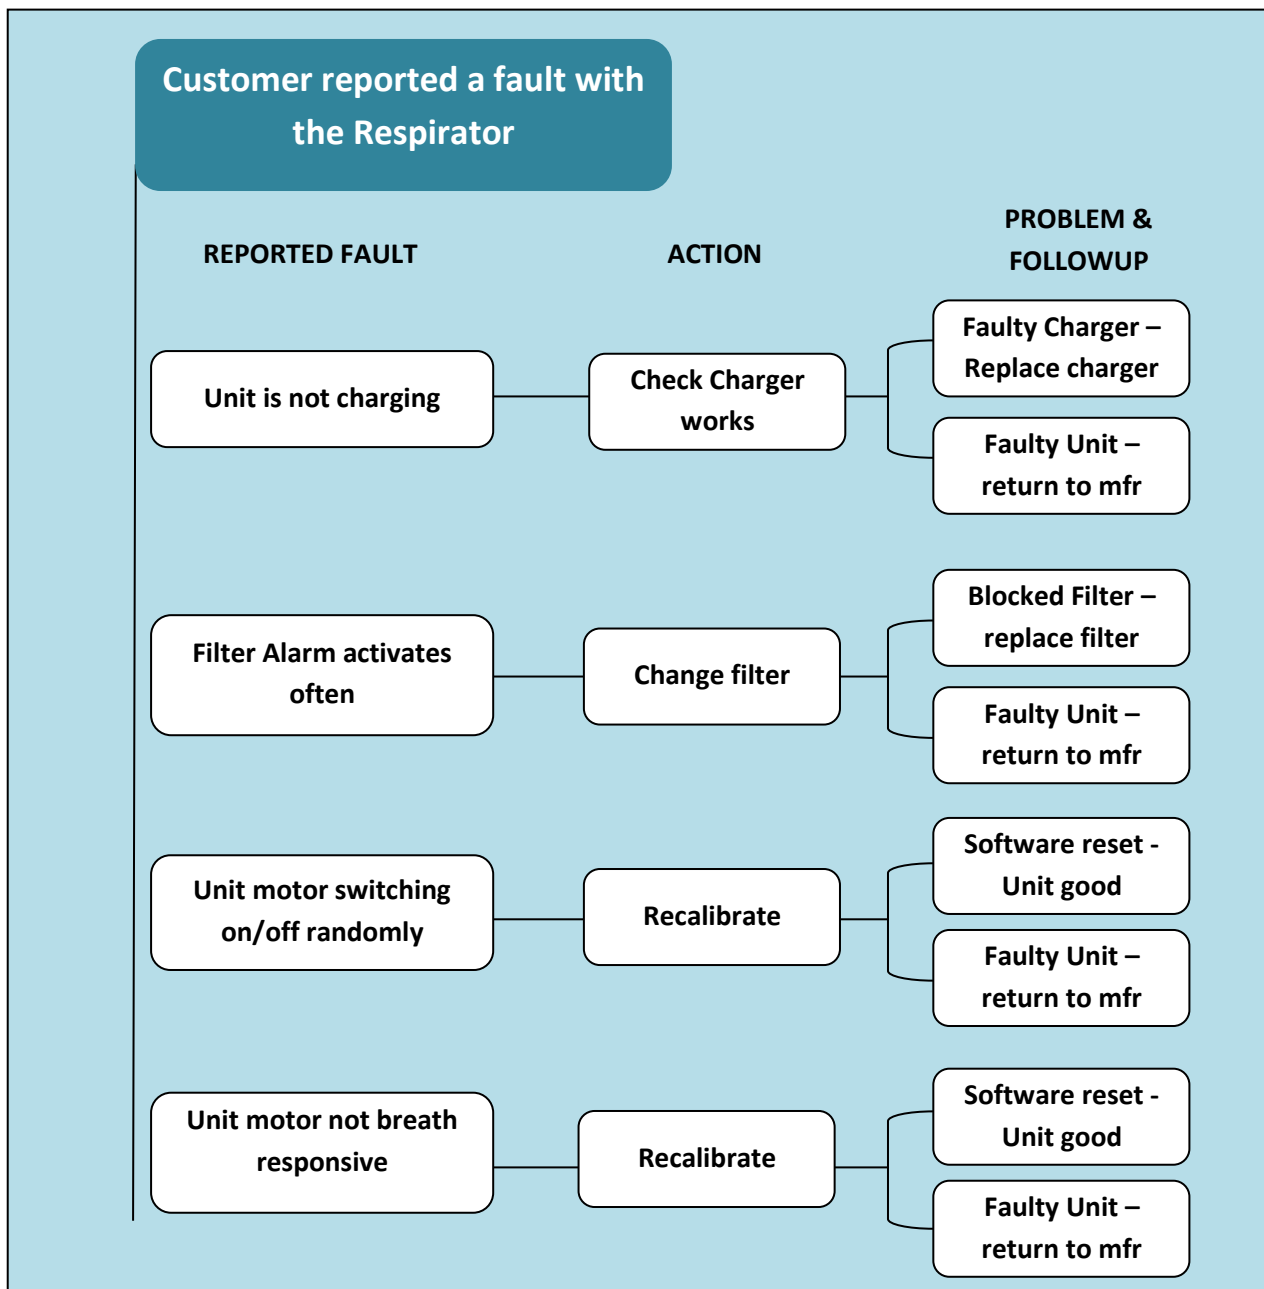 Customer reported a fault with
the Respirator
REPORTED FAULT
ACTION
PROBLEM &
FOLLOWUP
Unit is not charging
Check Charger
works
Faulty Charger –
Replace charger
Faulty Unit –
return to mfr
Filter Alarm activates
often
Change filter
Blocked Filter –
replace filter
Faulty Unit –
return to mfr
Unit motor switching
on/off randomly
Recalibrate
Software reset -
Unit good
Faulty Unit –
return to mfr
Unit motor not breath
responsive
Recalibrate
Software reset -
Unit good
Faulty Unit –
return to mfr